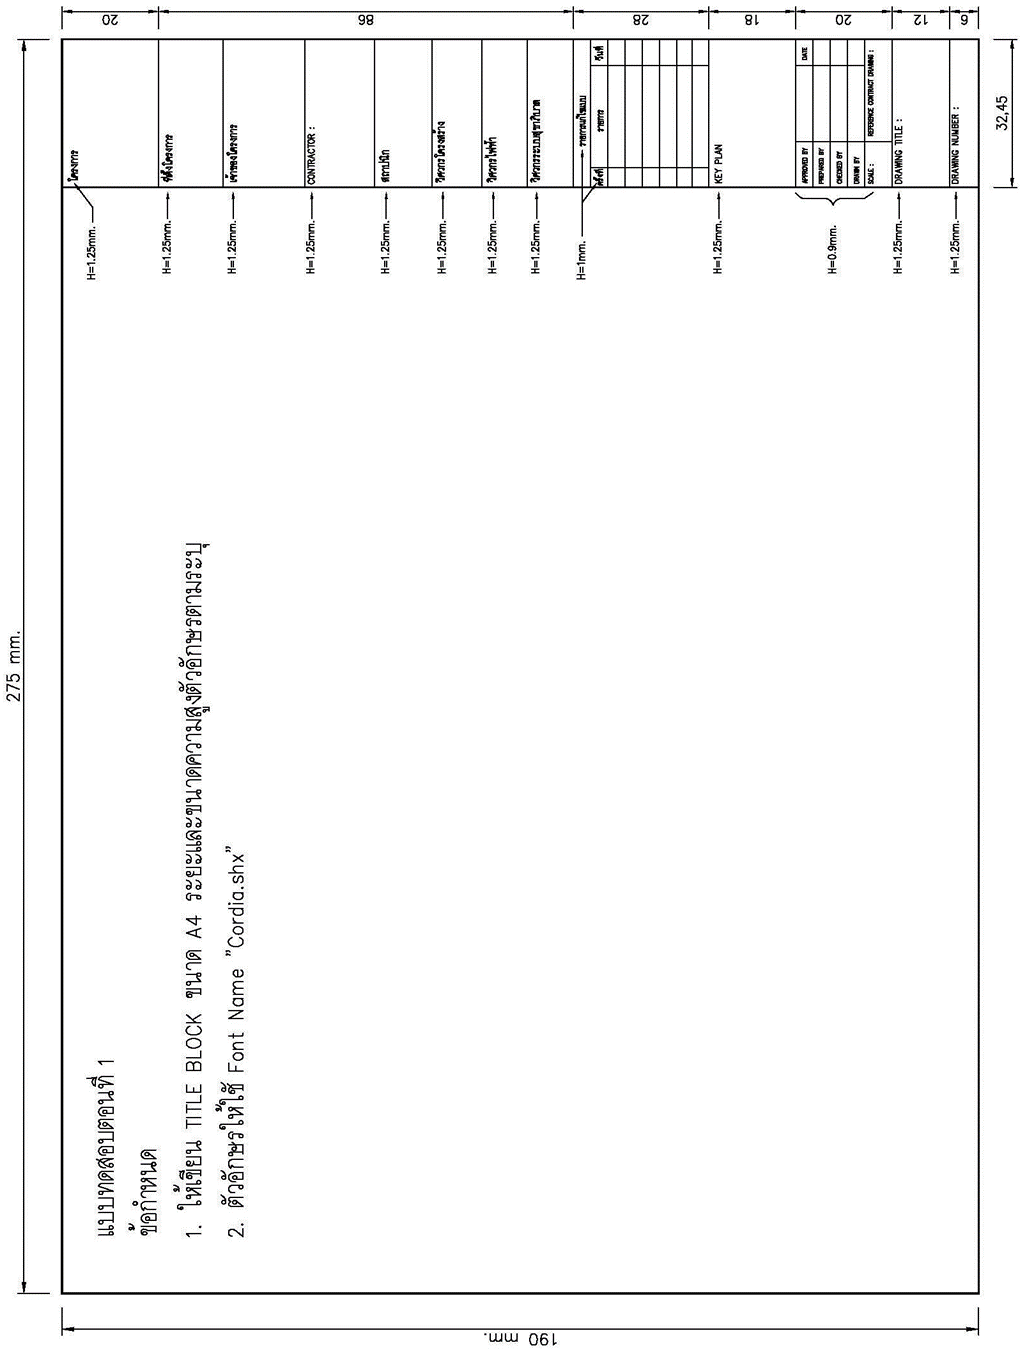 แบบทดสอบตอนที่ 1
ข้อกำหนด
1. ให้เขียน TITLE BLOCK ขนาด A4 ระยะและขนาดความสูงตัวอักษรตามระบุ
2. ตัวอักษรให้ใช้ Font Name "Cordia.shx"
275 mm.
190 mm.
32,45
20
86
28
18
20
12
6
โครงการ
H=1.25mm.
ที่ตั้งโครงการ
H=1.25mm.
เจ้าของโครงการ
H=1.25mm.
CONTRACTOR :
H=1.25mm.
สถาปนิก
H=1.25mm.
วิศวกรโครงสร้าง
H=1.25mm.
วิศวกรไฟฟ้า
H=1.25mm.
วิศวกรระบบสุขาภิบาล
H=1.25mm.
รายการแก้ไขแบบ
ครั้งที่
รายการ
วันที่
H=1mm.
KEY PLAN
H=1.25mm.
DATE
APPROVED BY
PREPARED BY
CHECKED BY
DRAWN BY
SCALE :
REFERENCE CONTRACT DRAWING :
H=0.9mm.
DRAWING TITLE :
H=1.25mm.
DRAWING NUMBER :
H=1.25mm.